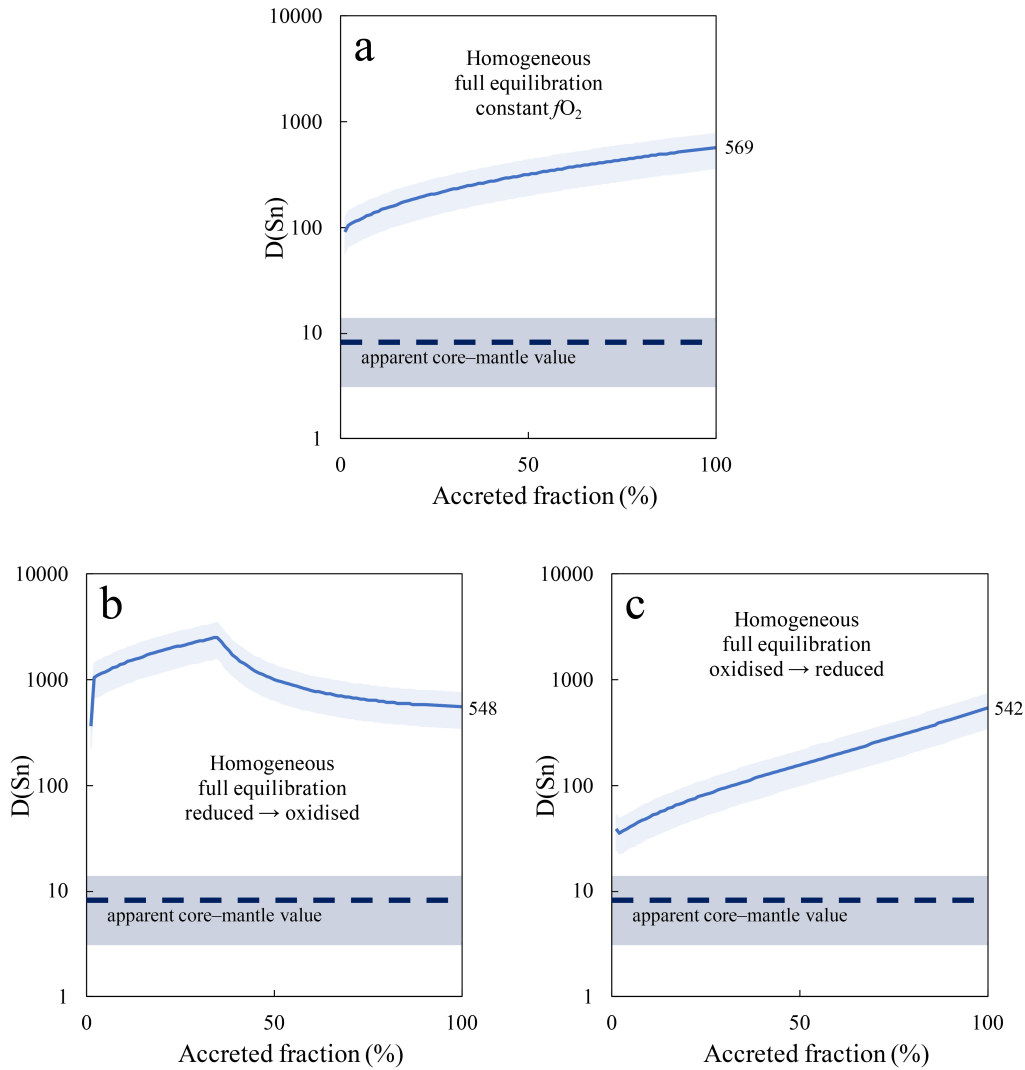 10000
a
Homogeneous
full equilibration
constant fO₂
1000
569
D(Sn)
100
10
apparent core–mantle value
1
0
50
100
Accreted fraction (%)
10000
b
1000
548
Homogeneous
full equilibration
reduced → oxidised
D(Sn)
100
10
apparent core–mantle value
1
0
50
100
Accreted fraction (%)
10000
c
Homogeneous
full equilibration
oxidised → reduced
1000
542
D(Sn)
100
10
apparent core–mantle value
1
0
50
100
Accreted fraction (%)